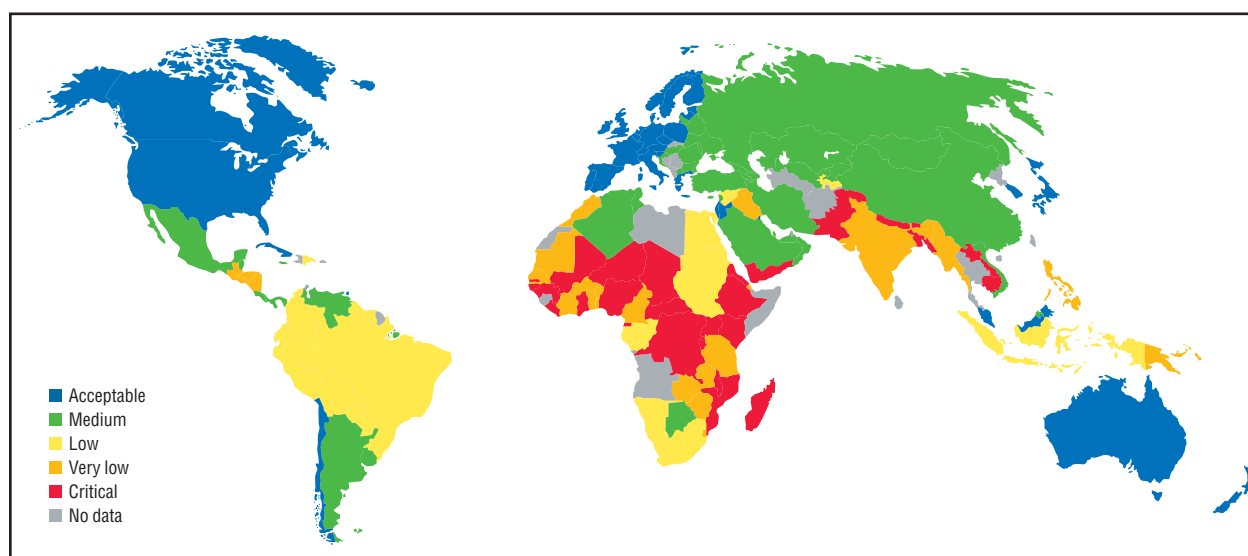 Acceptable
Medium
Low
Very low
Critical
No data